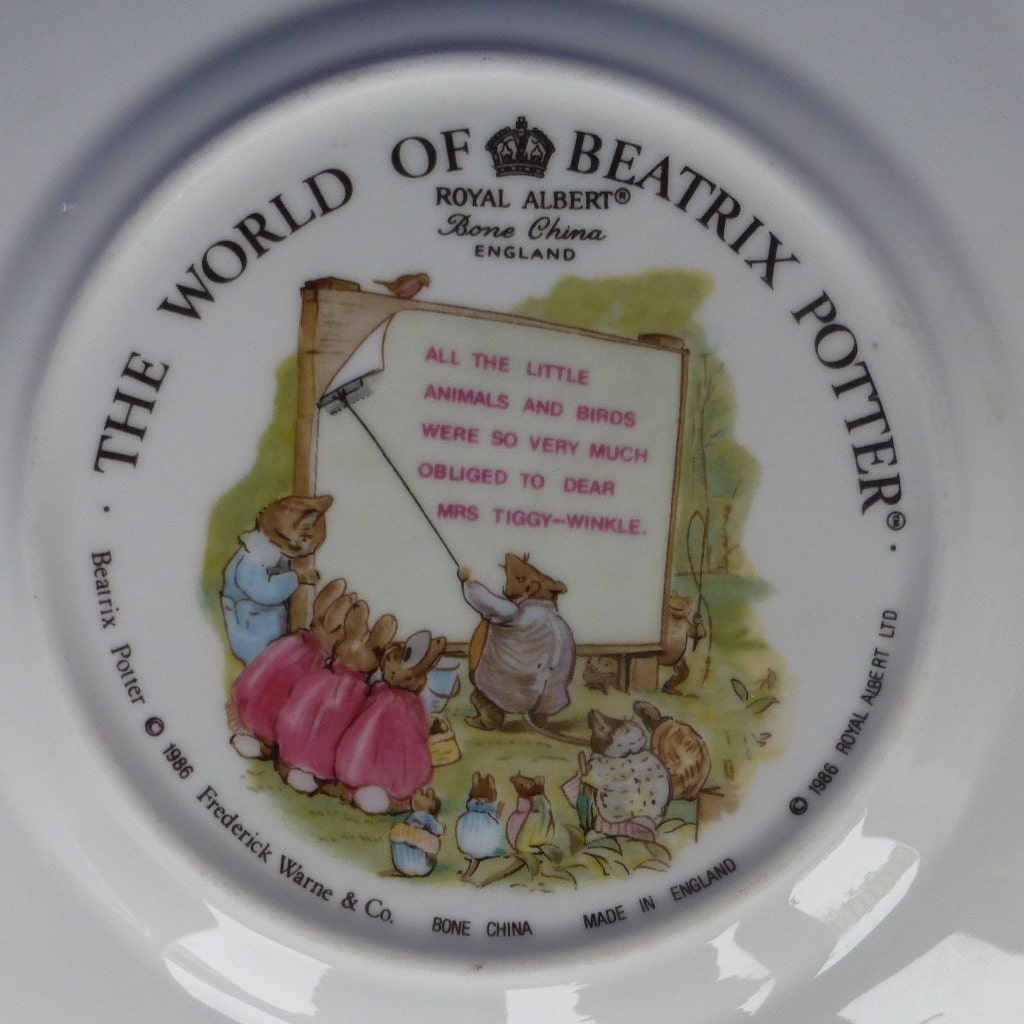 THE WORLD OF BEATRIX POTTER™
ROYAL ALBERT®
Bone China
ENGLAND
ALL THE LITTLE
ANIMALS AND BIRDS
WERE SO VERY MUCH
OBLIGED TO DEAR
MRS TIGGY-WINKLE.
Beatrix Potter © 1986 Frederick Warne & Co.
BONE CHINA
MADE IN ENGLAND
© 1986 ROYAL ALBERT LTD